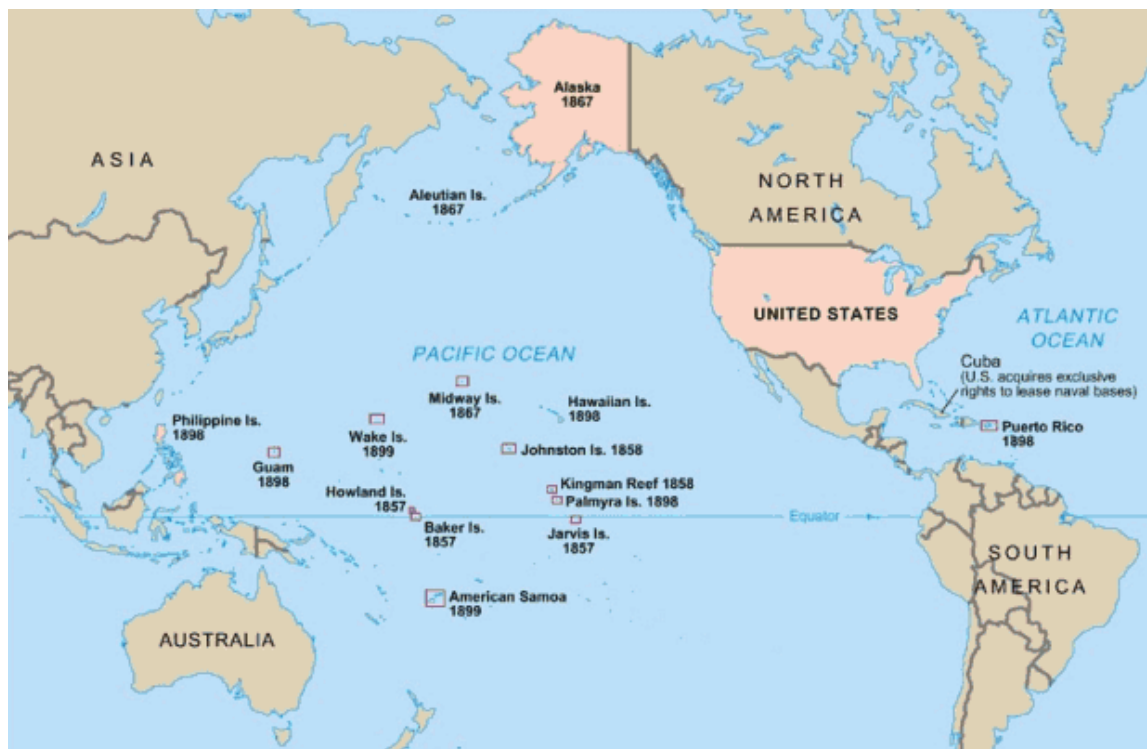 Alaska
1867
ASIA
Aleutian Is.
1867
NORTH
AMERICA
UNITED STATES
ATLANTIC
OCEAN
PACIFIC OCEAN
Cuba
(U.S. acquires exclusive
rights to lease naval bases)
Midway Is.
1867
Hawaiian Is.
1898
Philippine Is.
1898
Wake Is.
1899
Puerto Rico
1898
Johnston Is. 1858
Guam
1898
Kingman Reef 1858
Palmyra Is. 1898
Howland Is.
1857
Equator
Baker Is.
1857
Jarvis Is.
1857
SOUTH
AMERICA
American Samoa
1899
AUSTRALIA